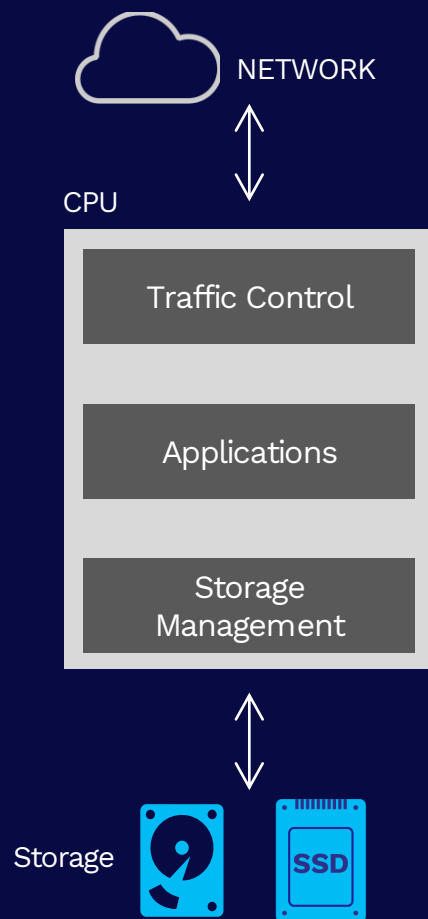 NETWORK
CPU
Traffic Control
Applications
Storage
Management
Storage
SSD